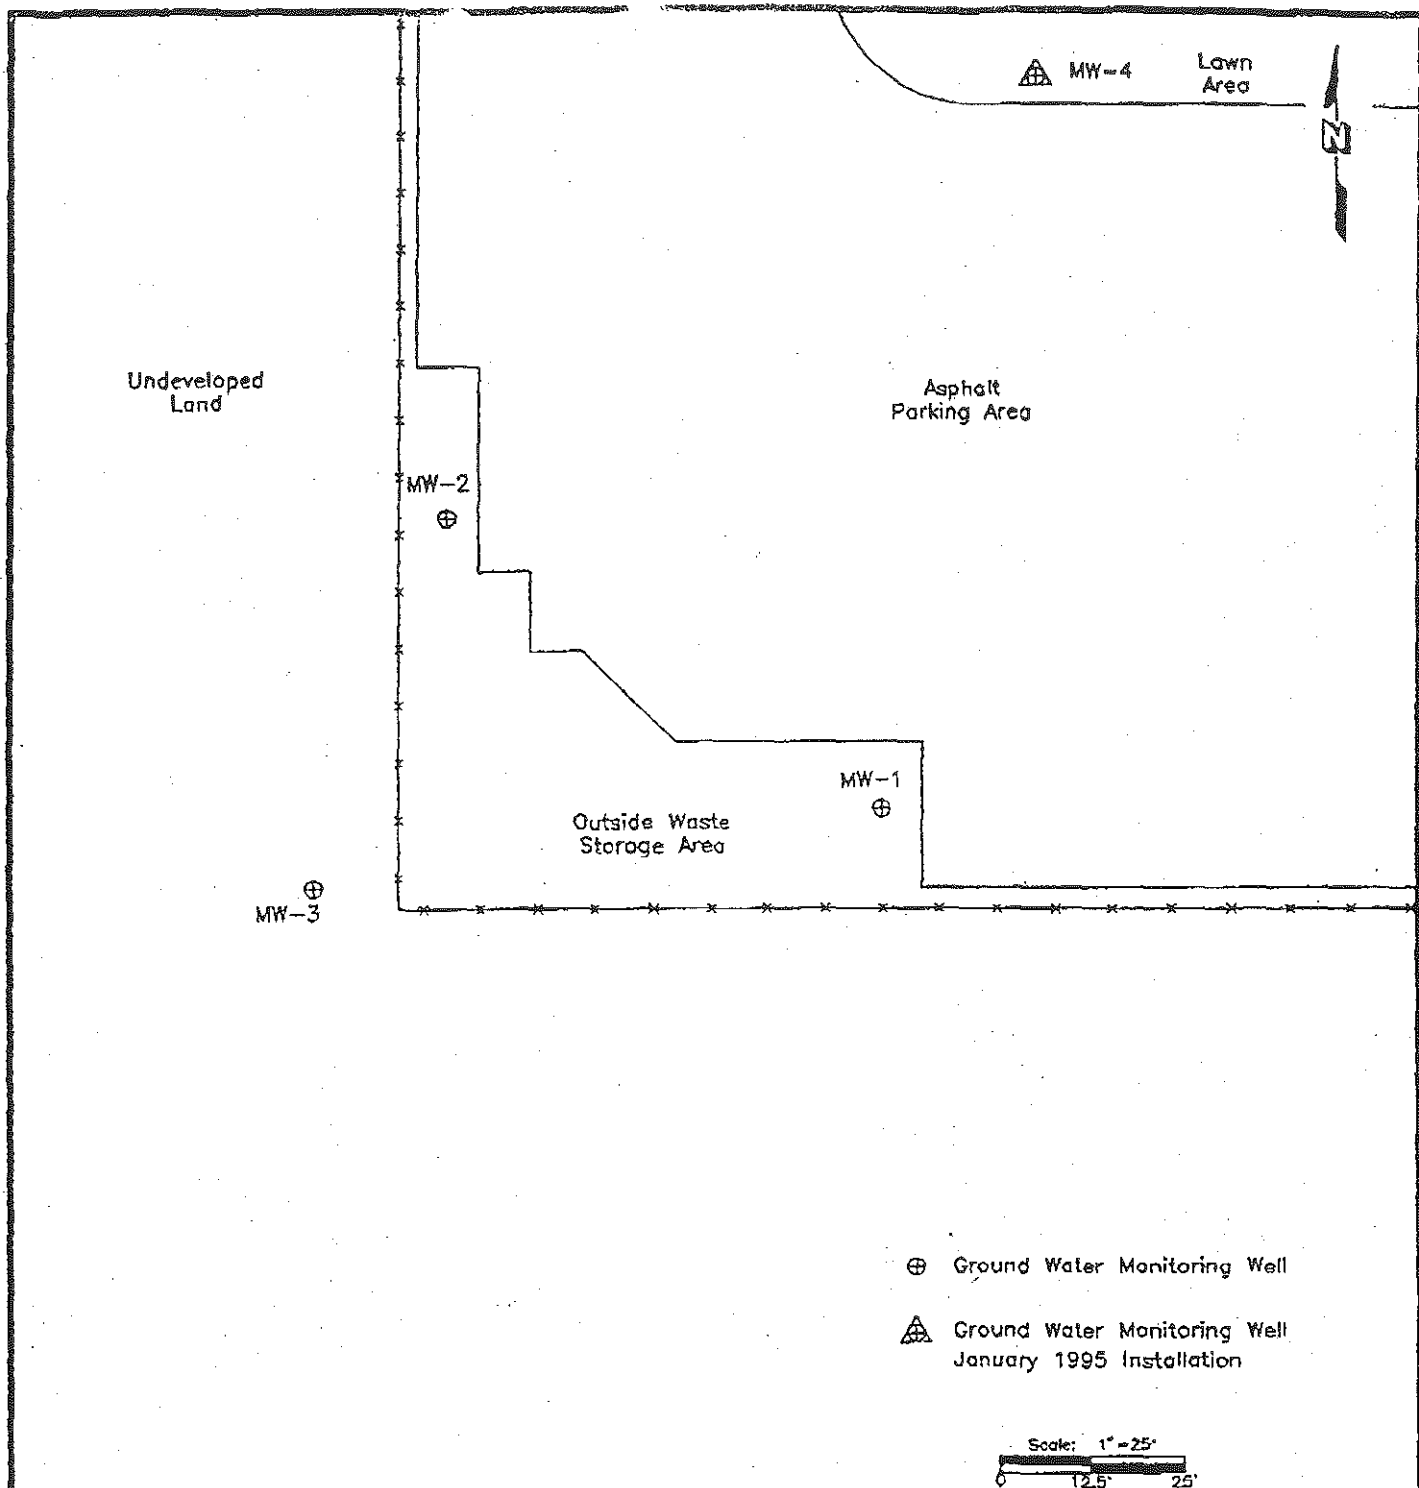 MW-4
Lawn
Area
N
Undeveloped
Land
Asphalt
Parking Area
MW-2
MW-1
Outside Waste
Storage Area
MW-3
Ground Water Monitoring Well
Ground Water Monitoring Well
January 1995 Installation
Scale: 1"=25'
0 12.5' 25'